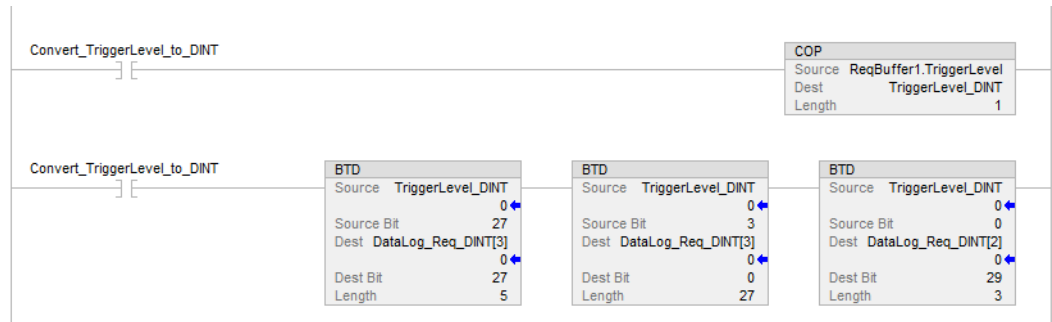 Convert_TriggerLevel_to_DINT
COP
Source ReqBuffer1.TriggerLevel
Dest TriggerLevel_DINT
Length 1
Convert_TriggerLevel_to_DINT
BTD
Source TriggerLevel_DINT
0
Source Bit 27
Dest DataLog_Req_DINT[3]
0
Dest Bit 27
Length 5
BTD
Source TriggerLevel_DINT
0
Source Bit 3
Dest DataLog_Req_DINT[3]
0
Dest Bit 0
Length 27
BTD
Source TriggerLevel_DINT
0
Source Bit 0
Dest DataLog_Req_DINT[2]
0
Dest Bit 29
Length 3